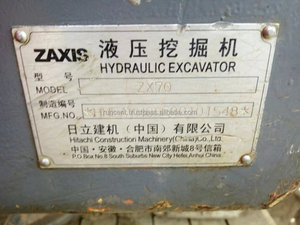 ZAXIS 液压挖掘机
HYDRAULIC EXCAVATOR
型号
MODEL ZX70
制造编号
MFG.NO
日立建机（中国）有限公司
Hitachi Construction Machinery(China)Co.,Ltd.
中国・安徽・合肥市南郊新城8号信箱
P.O.Box No.8 South Suburbs New City Hefei,Anhui China.